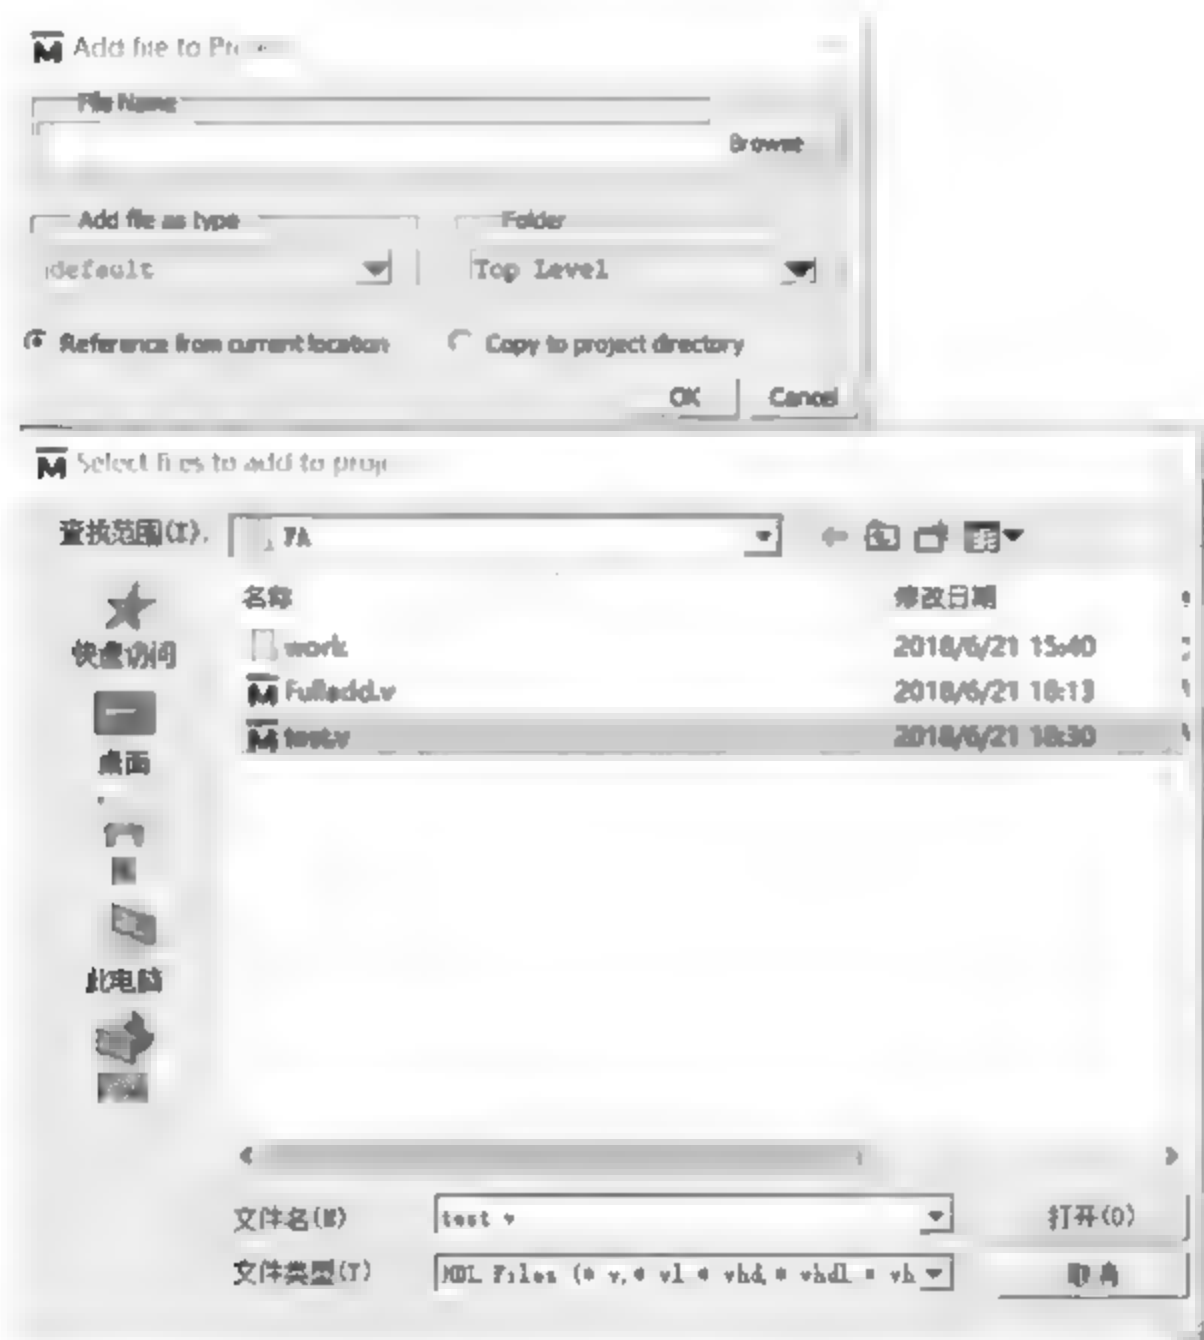 Add file to
File Name
Browse
Add file as type
Folder
default
Top Level
Reference from current location
Copy to project directory
OK
Cancel
Select files to add to proj
查找范围(I):
FA
名称
修改日期
快速访问
work
2018/6/21 15:40
Fulladd.v
2018/6/21 18:13
test.v
2018/6/21 18:30
桌面
此电脑
文件名(N)
test v
打开(O)
文件类型(T)
HDL Files (* v,* vl * vhd, * vhdl * vh
取消